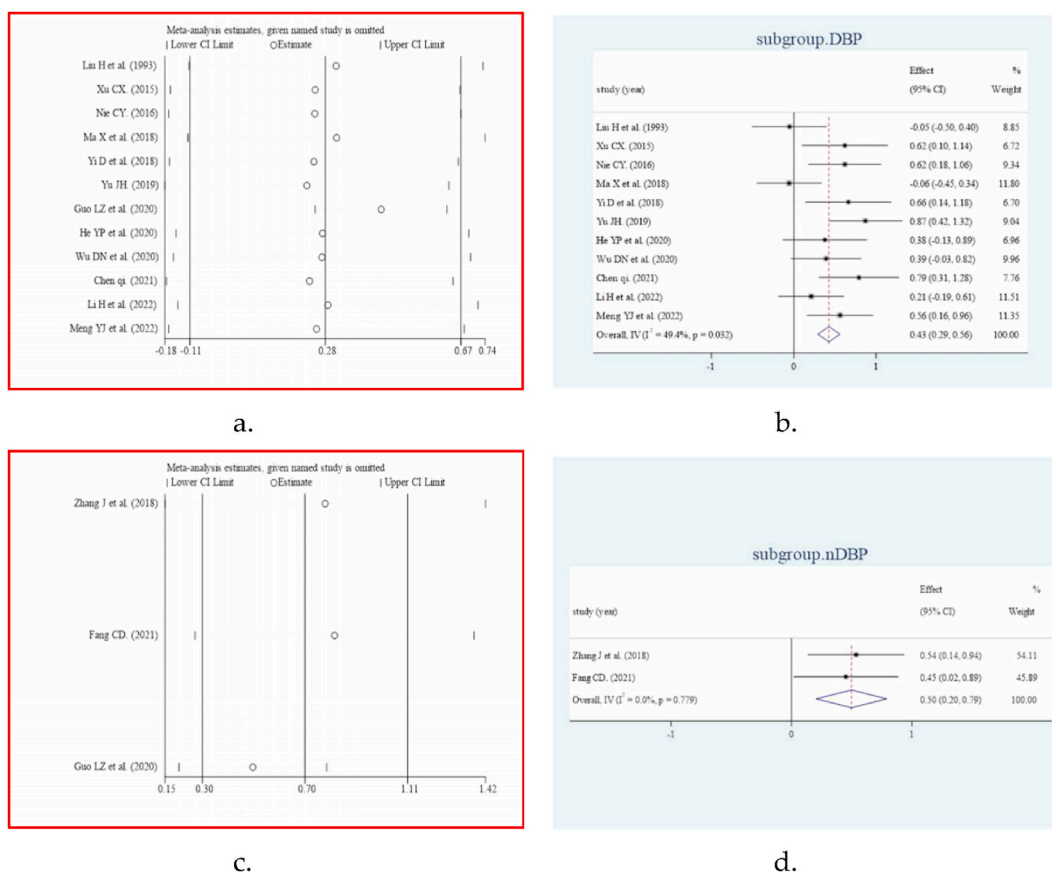 Meta-analysis estimates, given named study is omitted
| Lower CI Limit ○Estimate | Upper CI Limit
Liu H et al. (1993)
Xu CX. (2015)
Nie CY. (2016)
Ma X et al. (2018)
Yi D et al. (2018)
Yu JH. (2019)
Guo LZ et al. (2020)
He YP et al. (2020)
Wu DN et al. (2020)
Chen qi. (2021)
Li H et al. (2022)
Meng YJ et al. (2022)
-0.18 -0.11 0.28 0.67 0.74
a.
subgroup.DBP
Effect %
study (year) (95% CI) Weight
Liu H et al. (1993) -0.05 (-0.50, 0.40) 8.85
Xu CX. (2015) 0.62 (0.10, 1.14) 6.72
Nie CY. (2016) 0.62 (0.18, 1.06) 9.34
Ma X et al. (2018) -0.06 (-0.45, 0.34) 11.80
Yi D et al. (2018) 0.66 (0.14, 1.18) 6.70
Yu JH. (2019) 0.87 (0.42, 1.32) 9.04
He YP et al. (2020) 0.38 (-0.13, 0.89) 6.96
Wu DN et al. (2020) 0.39 (-0.03, 0.82) 9.96
Chen qi. (2021) 0.79 (0.31, 1.28) 7.76
Li H et al. (2022) 0.21 (-0.19, 0.61) 11.51
Meng YJ et al. (2022) 0.56 (0.16, 0.96) 11.35
Overall, IV (I² = 49.4%, p = 0.032) 0.43 (0.29, 0.56) 100.00
-1 0 1
b.
Meta-analysis estimates, given named study is omitted
| Lower CI Limit ○Estimate | Upper CI Limit
Zhang J et al. (2018)
Fang CD. (2021)
Guo LZ et al. (2020)
0.15 0.30 0.70 1.11 1.42
c.
subgroup.nDBP
Effect %
study (year) (95% CI) Weight
Zhang J et al. (2018) 0.54 (0.14, 0.94) 54.11
Fang CD. (2021) 0.45 (0.02, 0.89) 45.89
Overall, IV (I² = 0.0%, p = 0.779) 0.50 (0.20, 0.79) 100.00
-1 0 1
d.